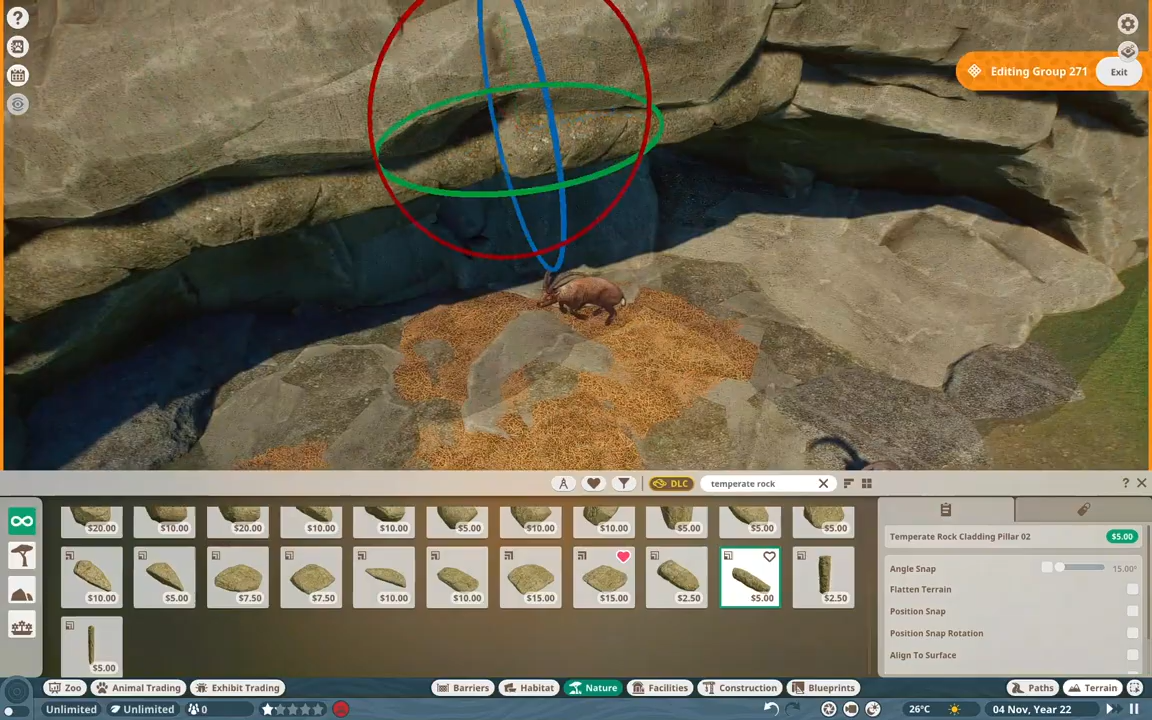 ?
Editing Group 271 Exit
DLC temperate rock ?
$20.00 $10.00 $20.00 $10.00 $10.00 $5.00 $10.00 $10.00 $5.00 $5.00 $5.00
$10.00 $5.00 $7.50 $7.50 $10.00 $10.00 $15.00 $15.00 $2.50 $5.00 $2.50
$5.00
Temperate Rock Cladding Pillar 02 $5.00
Angle Snap 15.00°
Flatten Terrain
Position Snap
Position Snap Rotation
Align To Surface
Zoo Animal Trading Exhibit Trading Barriers Habitat Nature Facilities Construction Blueprints Paths Terrain
Unlimited Unlimited 0 26°C 04 Nov, Year 22